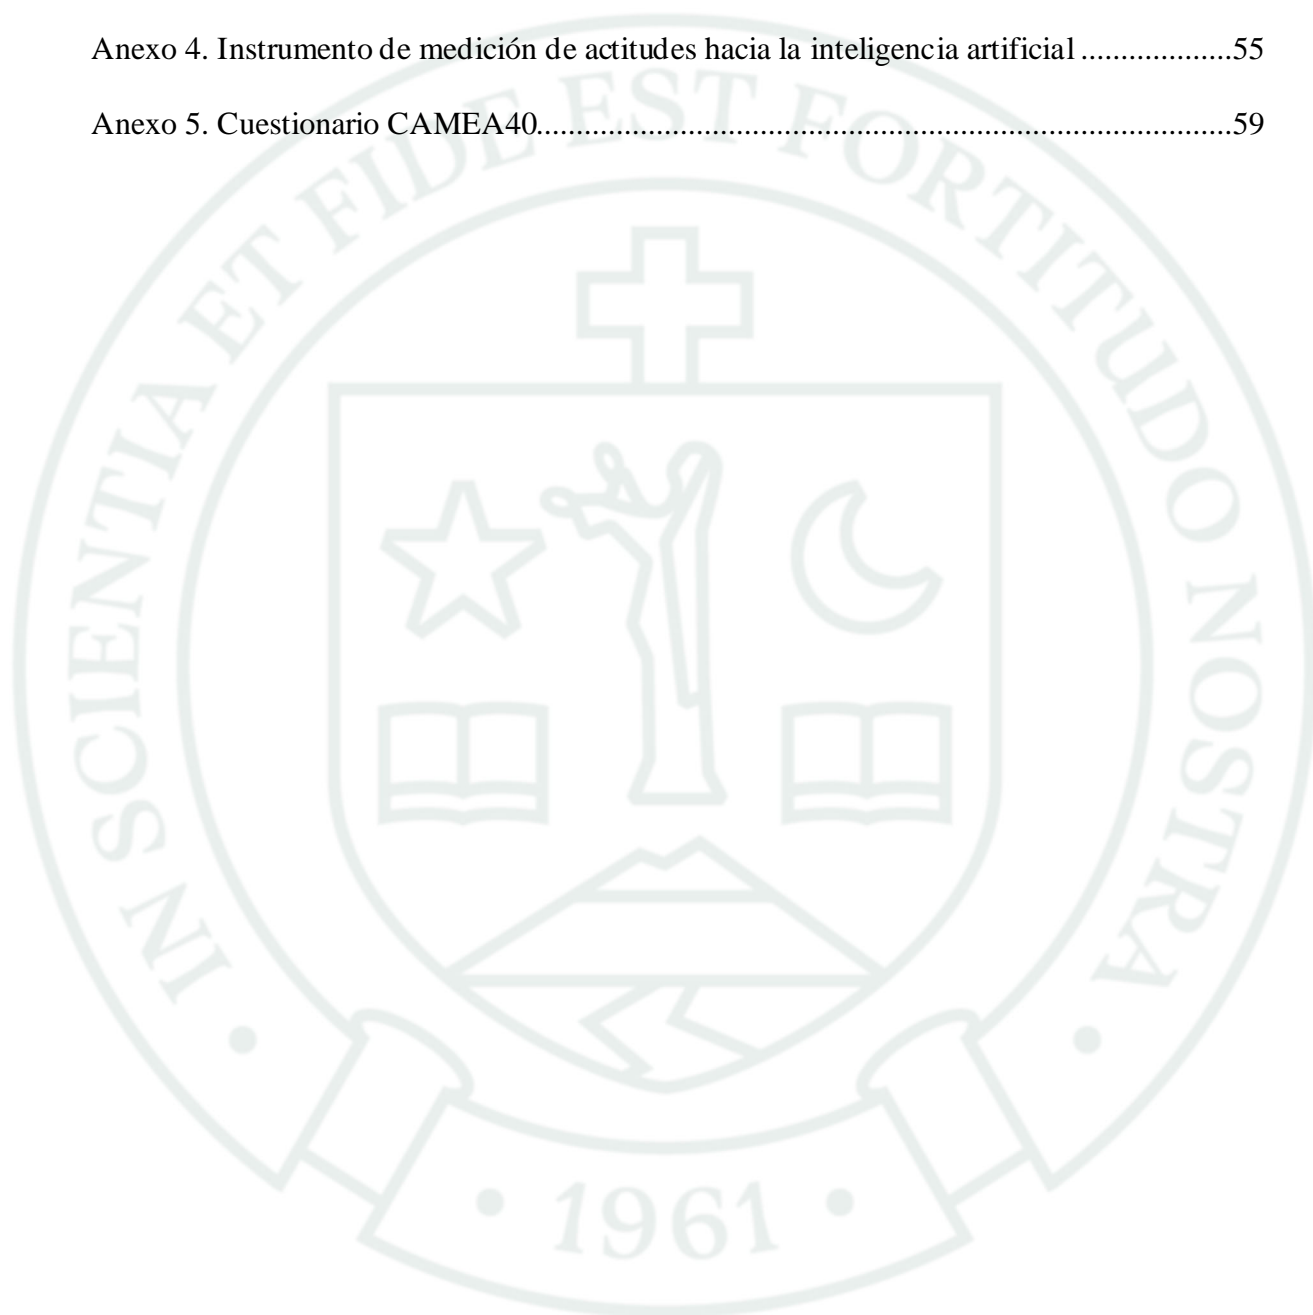 Anexo 4. Instrumento de medición de actitudes hacia la inteligencia artificial ...................55
Anexo 5. Cuestionario CAMEA40.......................................................................................59
IN SCIENTIA ET FIDE EST FORTITUDO NOSTRA
• 1961 •